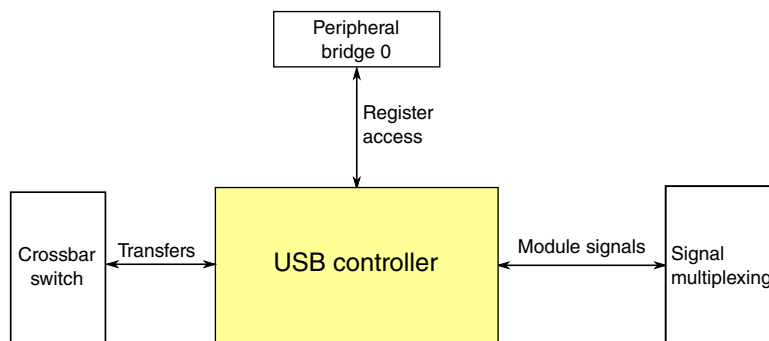 Peripheral
bridge 0
Register
access
Crossbar
switch
Transfers
USB controller
Module signals
Signal
multiplexing